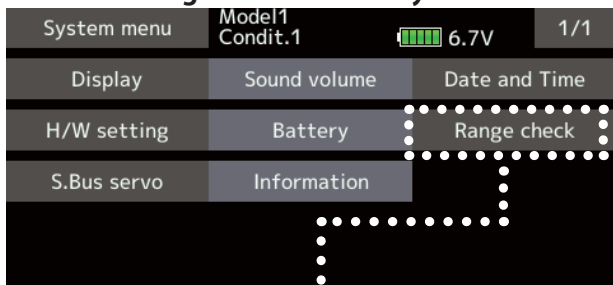 System menu
Model1
Condit.1
6.7V
1/1
Display
Sound volume
Date and Time
H/W setting
Battery
Range check
S.Bus servo
Information